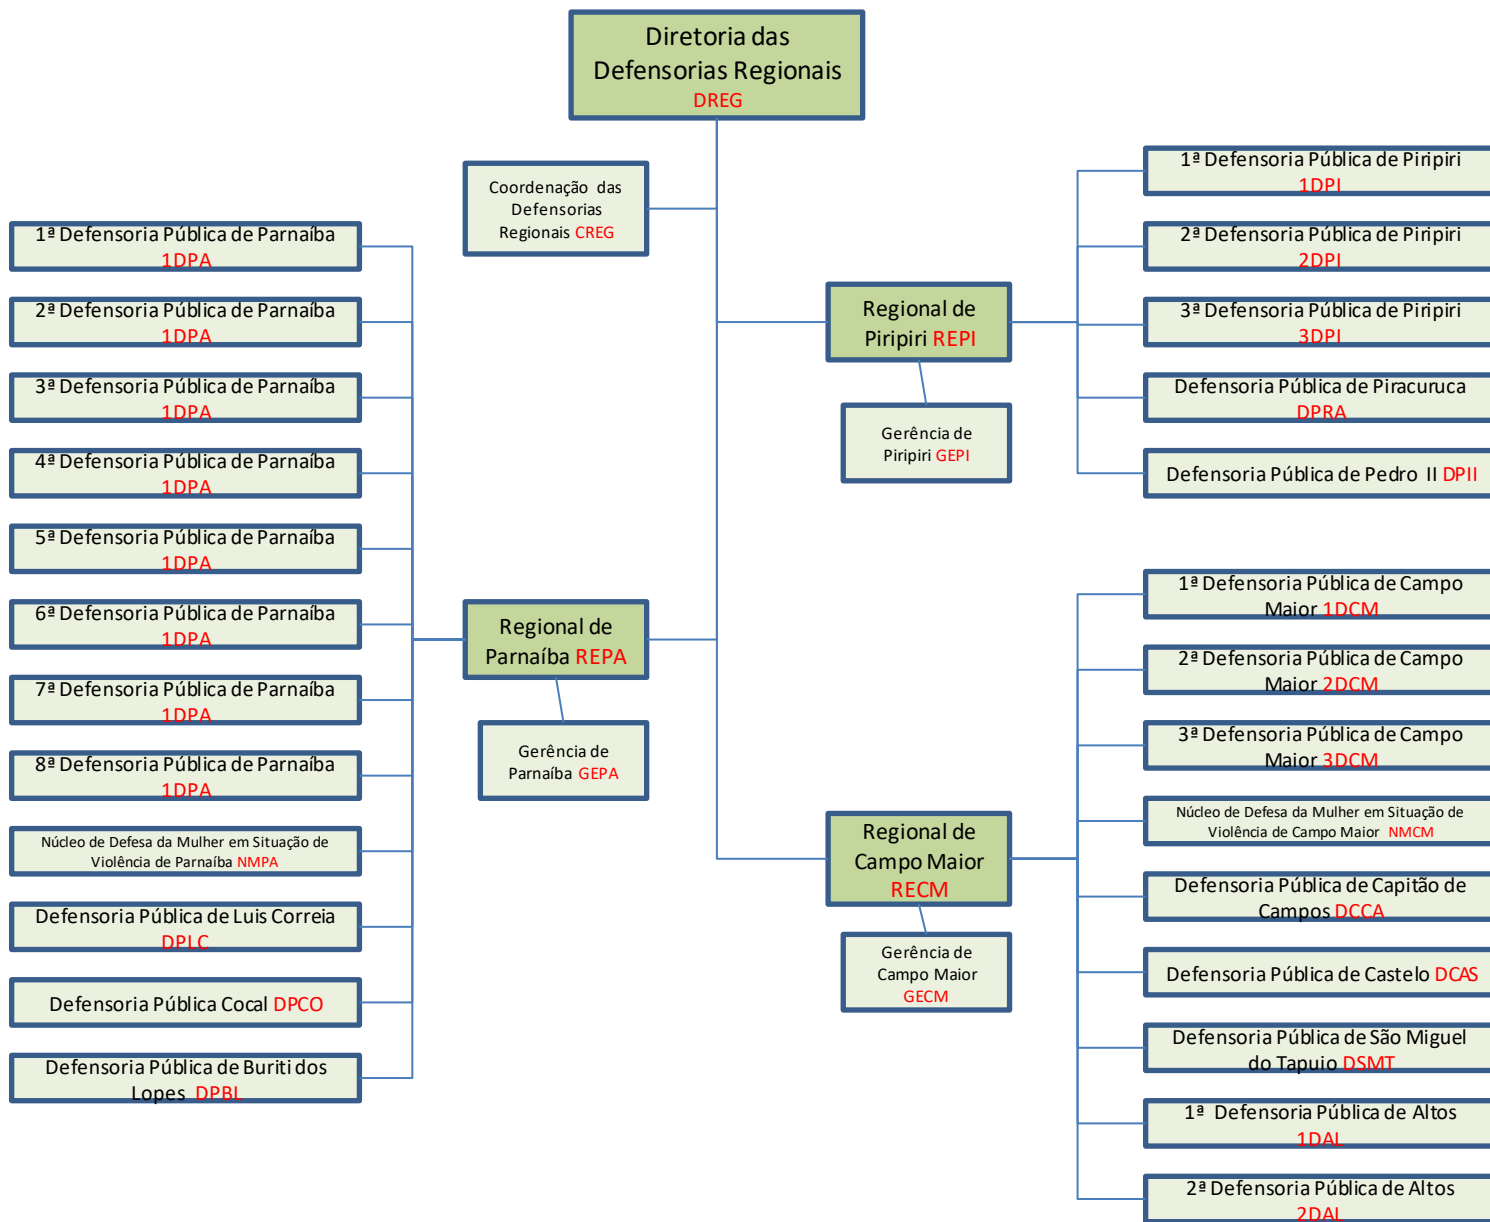 Diretoria das
Defensorias Regionais
DREG
Coordenação das
Defensorias
Regionais CREG
1ª Defensoria Pública de Parnaíba
1DPA
2ª Defensoria Pública de Parnaíba
1DPA
3ª Defensoria Pública de Parnaíba
1DPA
4ª Defensoria Pública de Parnaíba
1DPA
5ª Defensoria Pública de Parnaíba
1DPA
6ª Defensoria Pública de Parnaíba
1DPA
7ª Defensoria Pública de Parnaíba
1DPA
8ª Defensoria Pública de Parnaíba
1DPA
Núcleo de Defesa da Mulher em Situação de
Violência de Parnaíba NMPA
Defensoria Pública de Luis Correia
DPLC
Defensoria Pública Cocal DPCO
Defensoria Pública de Buriti dos
Lopes DPBL
Regional de
Parnaíba REPA
Gerência de
Parnaíba GEPA
Regional de
Piripiri REPI
Gerência de
Piripiri GEPI
1ª Defensoria Pública de Piripiri
1DPI
2ª Defensoria Pública de Piripiri
2DPI
3ª Defensoria Pública de Piripiri
3DPI
Defensoria Pública de Piracuruca
DPRA
Defensoria Pública de Pedro II DPII
Regional de
Campo Maior
RECM
Gerência de
Campo Maior
GECM
1ª Defensoria Pública de Campo
Maior 1DCM
2ª Defensoria Pública de Campo
Maior 2DCM
3ª Defensoria Pública de Campo
Maior 3DCM
Núcleo de Defesa da Mulher em Situação de
Violência de Campo Maior NMCM
Defensoria Pública de Capitão de
Campos DCCA
Defensoria Pública de Castelo DCAS
Defensoria Pública de São Miguel
do Tapuio DSMT
1ª Defensoria Pública de Altos
1DAL
2ª Defensoria Pública de Altos
2DAL